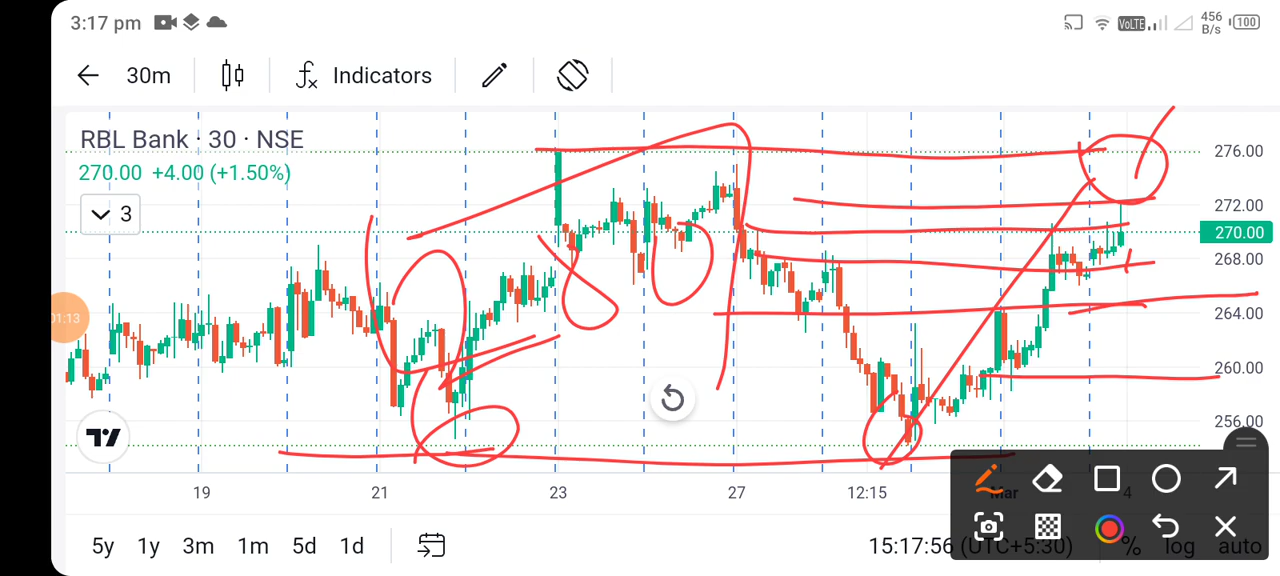 3:17 pm VoLTE 456 B/s 100
30m Indicators
RBL Bank · 30 · NSE
270.00 +4.00 (+1.50%)
3
276.00
272.00
270.00
268.00
264.00
260.00
256.00
01:13
19 21 23 27 12:15 Mar 4
5y 1y 3m 1m 5d 1d 15:17:56 (UTC+5:30) % log auto